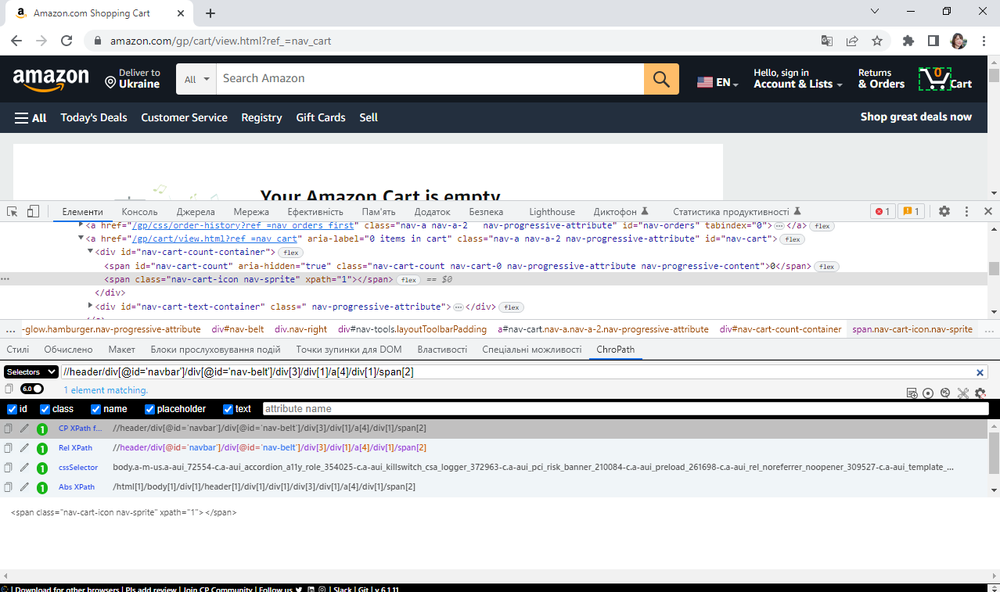 Amazon.com Shopping Cart
amazon.com/gp/cart/view.html?ref_=nav_cart
amazon
Deliver to
Ukraine
All
Search Amazon
EN
Hello, sign in
Account & Lists
Returns
& Orders
0
Cart
All Today's Deals Customer Service Registry Gift Cards Sell Shop great deals now
Your Amazon Cart is empty
Елементи Консоль Джерела Мережа Ефективність Пам'ять Додаток Безпека Lighthouse Диктофон Статистика продуктивності 1 1
<a href="/gp/css/order-history?ref_=nav_orders_first" class="nav-a nav-a-2   nav-progressive-attribute" id="nav-orders" tabindex="0">…</a> flex
<a href="/gp/cart/view.html?ref_=nav_cart" aria-label="0 items in cart" class="nav-a nav-a-2 nav-progressive-attribute" id="nav-cart"> flex
<div id="nav-cart-count-container"> flex
<span id="nav-cart-count" aria-hidden="true" class="nav-cart-count nav-cart-0 nav-progressive-attribute nav-progressive-content">0</span> flex
… <span class="nav-cart-icon nav-sprite" xpath="1"></span> flex == $0
</div>
<div id="nav-cart-text-container" class=" nav-progressive-attribute">…</div> flex
… -glow.hamburger.nav-progressive-attribute div#nav-belt div.nav-right div#nav-tools.layoutToolbarPadding a#nav-cart.nav-a.nav-a-2.nav-progressive-attribute div#nav-cart-count-container span.nav-cart-icon.nav-sprite …
Стилі Обчислено Макет Блоки прослуховування подій Точки зупинки для DOM Властивості Спеціальні можливості ChroPath
Selectors //header/div[@id='navbar']/div[@id='nav-belt']/div[3]/div[1]/a[4]/div[1]/span[2]
6.0 1 element matching.
id class name placeholder text attribute name
1 CP XPath f... //header/div[@id='navbar']/div[@id='nav-belt']/div[3]/div[1]/a[4]/div[1]/span[2]
1 Rel XPath //header/div[@id='navbar']/div[@id='nav-belt']/div[3]/div[1]/a[4]/div[1]/span[2]
1 cssSelector body.a-m-us.a-aui_72554-c.a-aui_accordion_a11y_role_354025-c.a-aui_killswitch_csa_logger_372963-c.a-aui_pci_risk_banner_210084-c.a-aui_preload_261698-c.a-aui_rel_noreferrer_noopener_309527-c.a-aui_template_...
1 Abs XPath /html[1]/body[1]/div[1]/header[1]/div[1]/div[1]/div[3]/div[1]/a[4]/div[1]/span[2]
<span class="nav-cart-icon nav-sprite" xpath="1"></span>
| Download for other browsers | Pls add review | Join CP Community | Follow us | Slack | Git | v 6.1.11